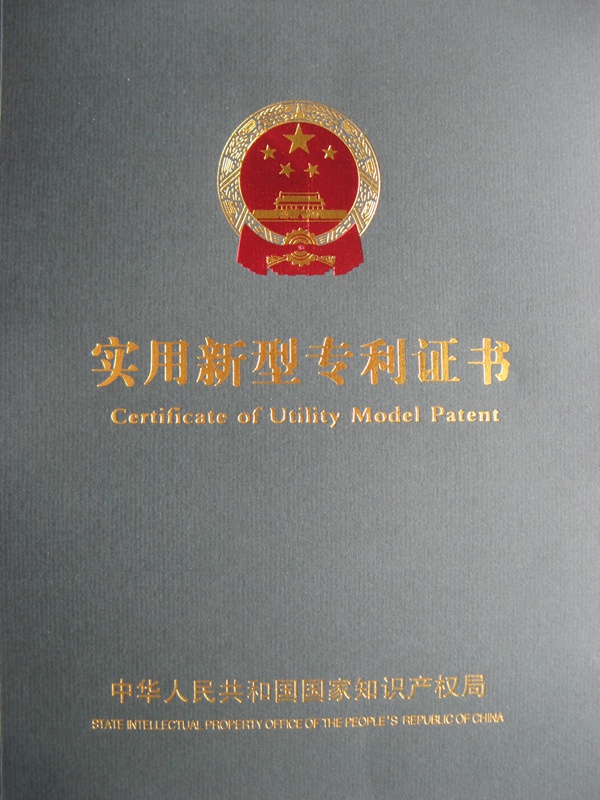 实用新型专利证书
Certificate of Utility Model Patent
中华人民共和国国家知识产权局
STATE INTELLECTUAL PROPERTY OFFICE OF THE PEOPLE'S REPUBLIC OF CHINA